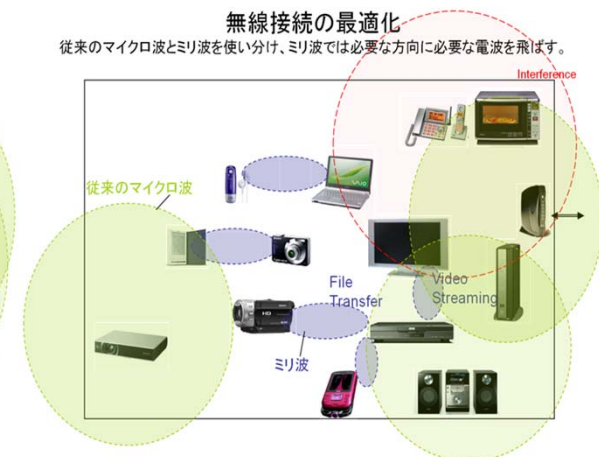 無線接続の最適化
従来のマイクロ波とミリ波を使い分け、ミリ波では必要な方向に必要な電波を飛ばす。
Interference
従来のマイクロ波
File
Transfer
Video
Streaming
ミリ波